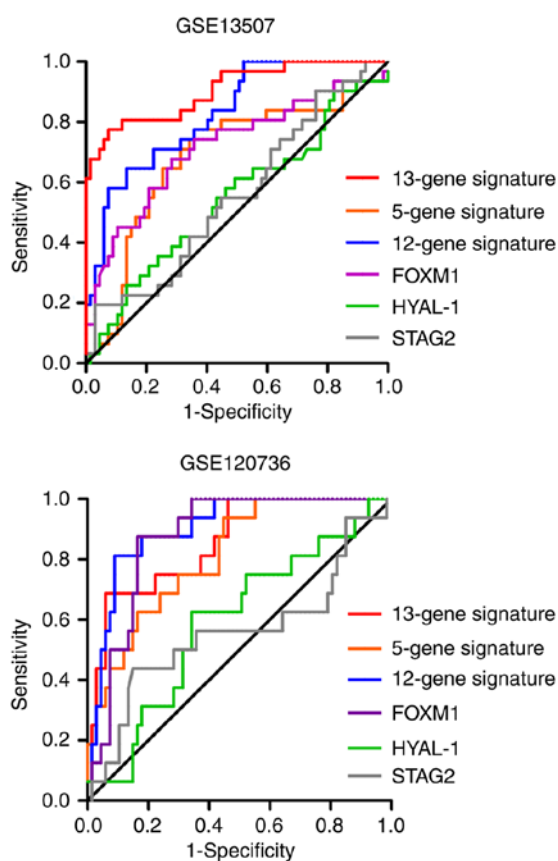 GSE13507
1.0
0.8
0.6
0.4
0.2
0.0
Sensitivity
13-gene signature
5-gene signature
12-gene signature
FOXM1
HYAL-1
STAG2
0.0 0.2 0.4 0.6 0.8 1.0
1-Specificity
GSE120736
1.0
0.8
0.6
0.4
0.2
0.0
Sensitivity
13-gene signature
5-gene signature
12-gene signature
FOXM1
HYAL-1
STAG2
0.0 0.2 0.4 0.6 0.8 1.0
1-Specificity